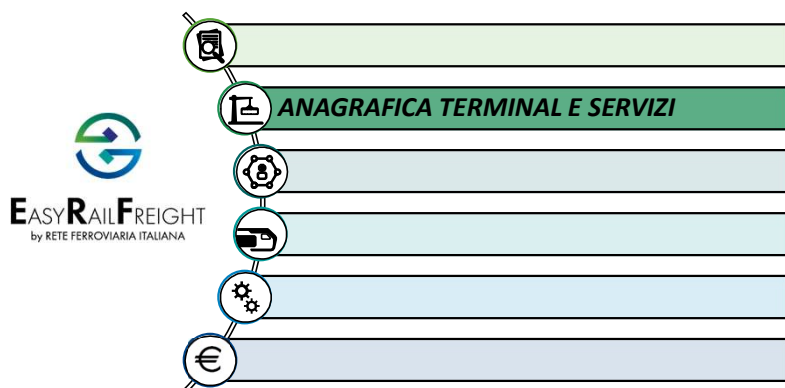 ANAGRAFICA TERMINAL E SERVIZI
EASYRAILFREIGHT
by RETE FERROVIARIA ITALIANA
€